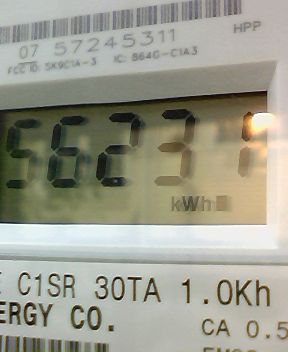 07 57245311
HPP
FCC ID: SK9C1A-3 IC: 864G-C1A3
56231
kWh
C1SR 30TA 1.0Kh
ERGY CO.
CA 0.5